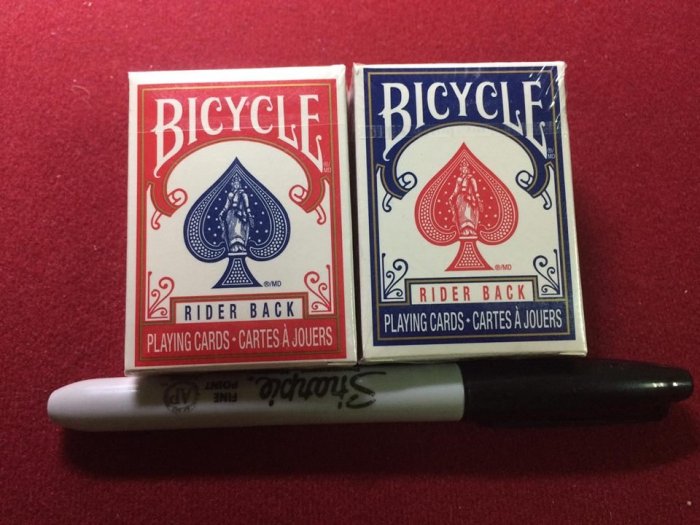 BICYCLE
®/MD
®/MD
RIDER BACK
PLAYING CARDS • CARTES À JOUERS
BICYCLE
®/MD
®/MD
RIDER BACK
PLAYING CARDS • CARTES À JOUERS
Sharpie
FINE
POINT
AP